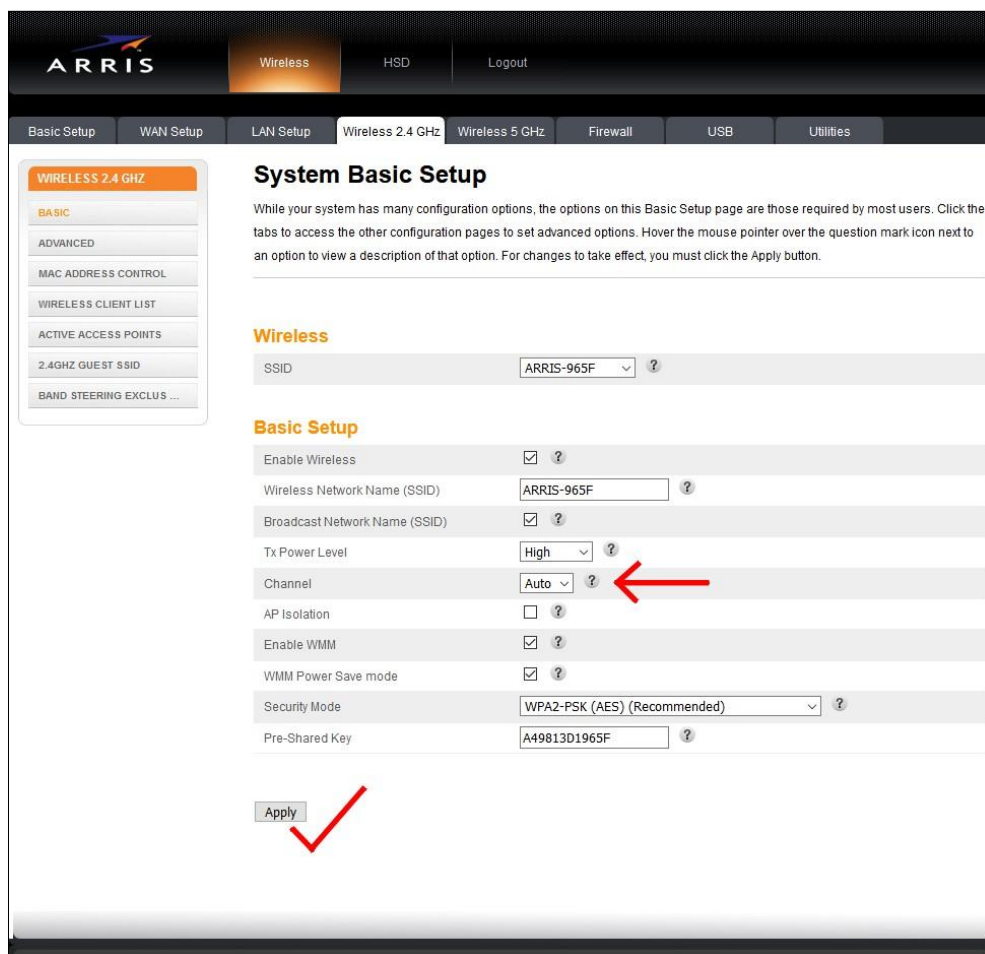 ARRIS
Wireless HSD Logout
Basic Setup WAN Setup LAN Setup Wireless 2.4 GHz Wireless 5 GHz Firewall USB Utilities
WIRELESS 2.4 GHZ
BASIC
ADVANCED
MAC ADDRESS CONTROL
WIRELESS CLIENT LIST
ACTIVE ACCESS POINTS
2.4GHZ GUEST SSID
BAND STEERING EXCLUS ...
System Basic Setup
While your system has many configuration options, the options on this Basic Setup page are those required by most users. Click the
tabs to access the other configuration pages to set advanced options. Hover the mouse pointer over the question mark icon next to
an option to view a description of that option. For changes to take effect, you must click the Apply button.
Wireless
SSID ARRIS-965F ?
Basic Setup
Enable Wireless ?
Wireless Network Name (SSID) ARRIS-965F ?
Broadcast Network Name (SSID) ?
Tx Power Level High ?
Channel Auto ?
AP Isolation ?
Enable WMM ?
WMM Power Save mode ?
Security Mode WPA2-PSK (AES) (Recommended) ?
Pre-Shared Key A49813D1965F ?
Apply